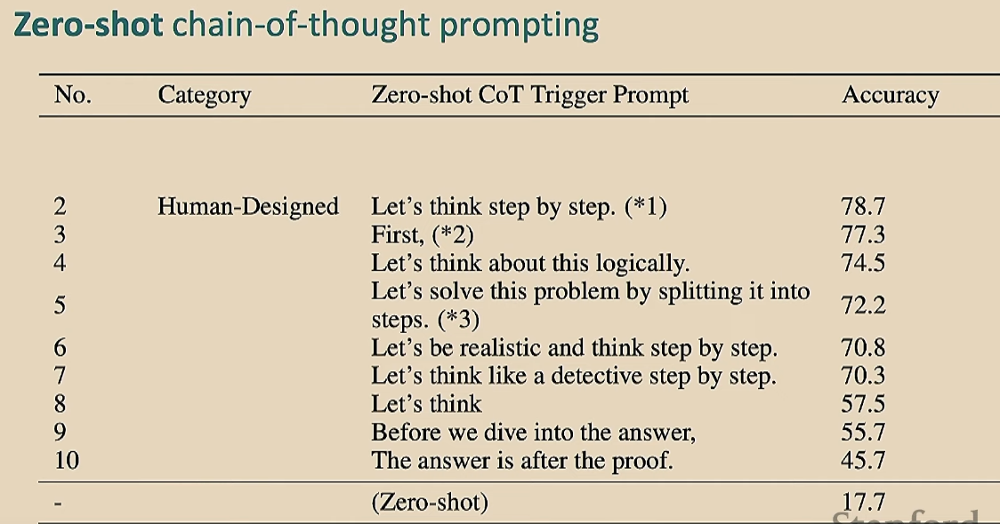 Zero-shot chain-of-thought prompting
No. Category Zero-shot CoT Trigger Prompt Accuracy
2 Human-Designed Let's think step by step. (*1) 78.7
3 First, (*2) 77.3
4 Let's think about this logically. 74.5
5 Let's solve this problem by splitting it into steps. (*3) 72.2
6 Let's be realistic and think step by step. 70.8
7 Let's think like a detective step by step. 70.3
8 Let's think 57.5
9 Before we dive into the answer, 55.7
10 The answer is after the proof. 45.7
- (Zero-shot) 17.7
Stanford